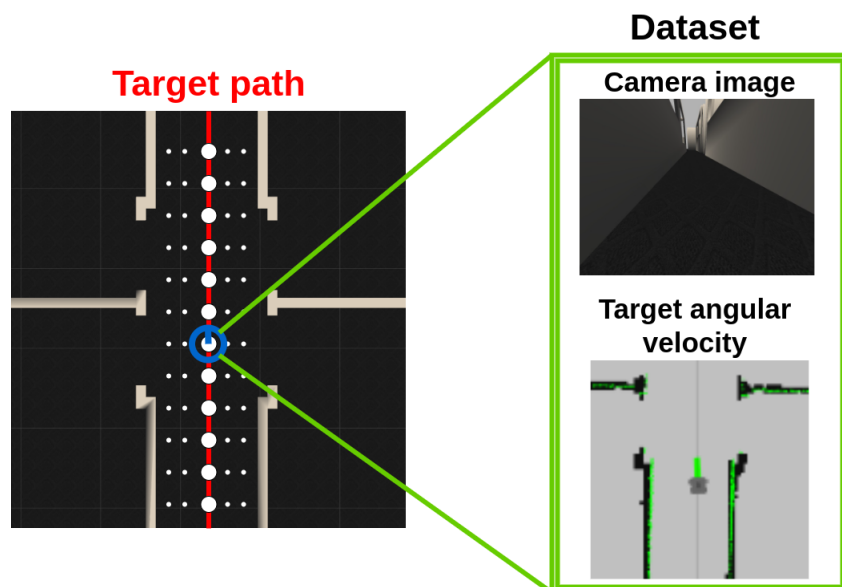 Dataset
Target path
Camera image
Target angular
velocity